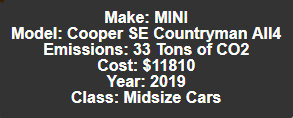 Make: MINI
Model: Cooper SE Countryman All4
Emissions: 33 Tons of CO2
Cost: $11810
Year: 2019
Class: Midsize Cars